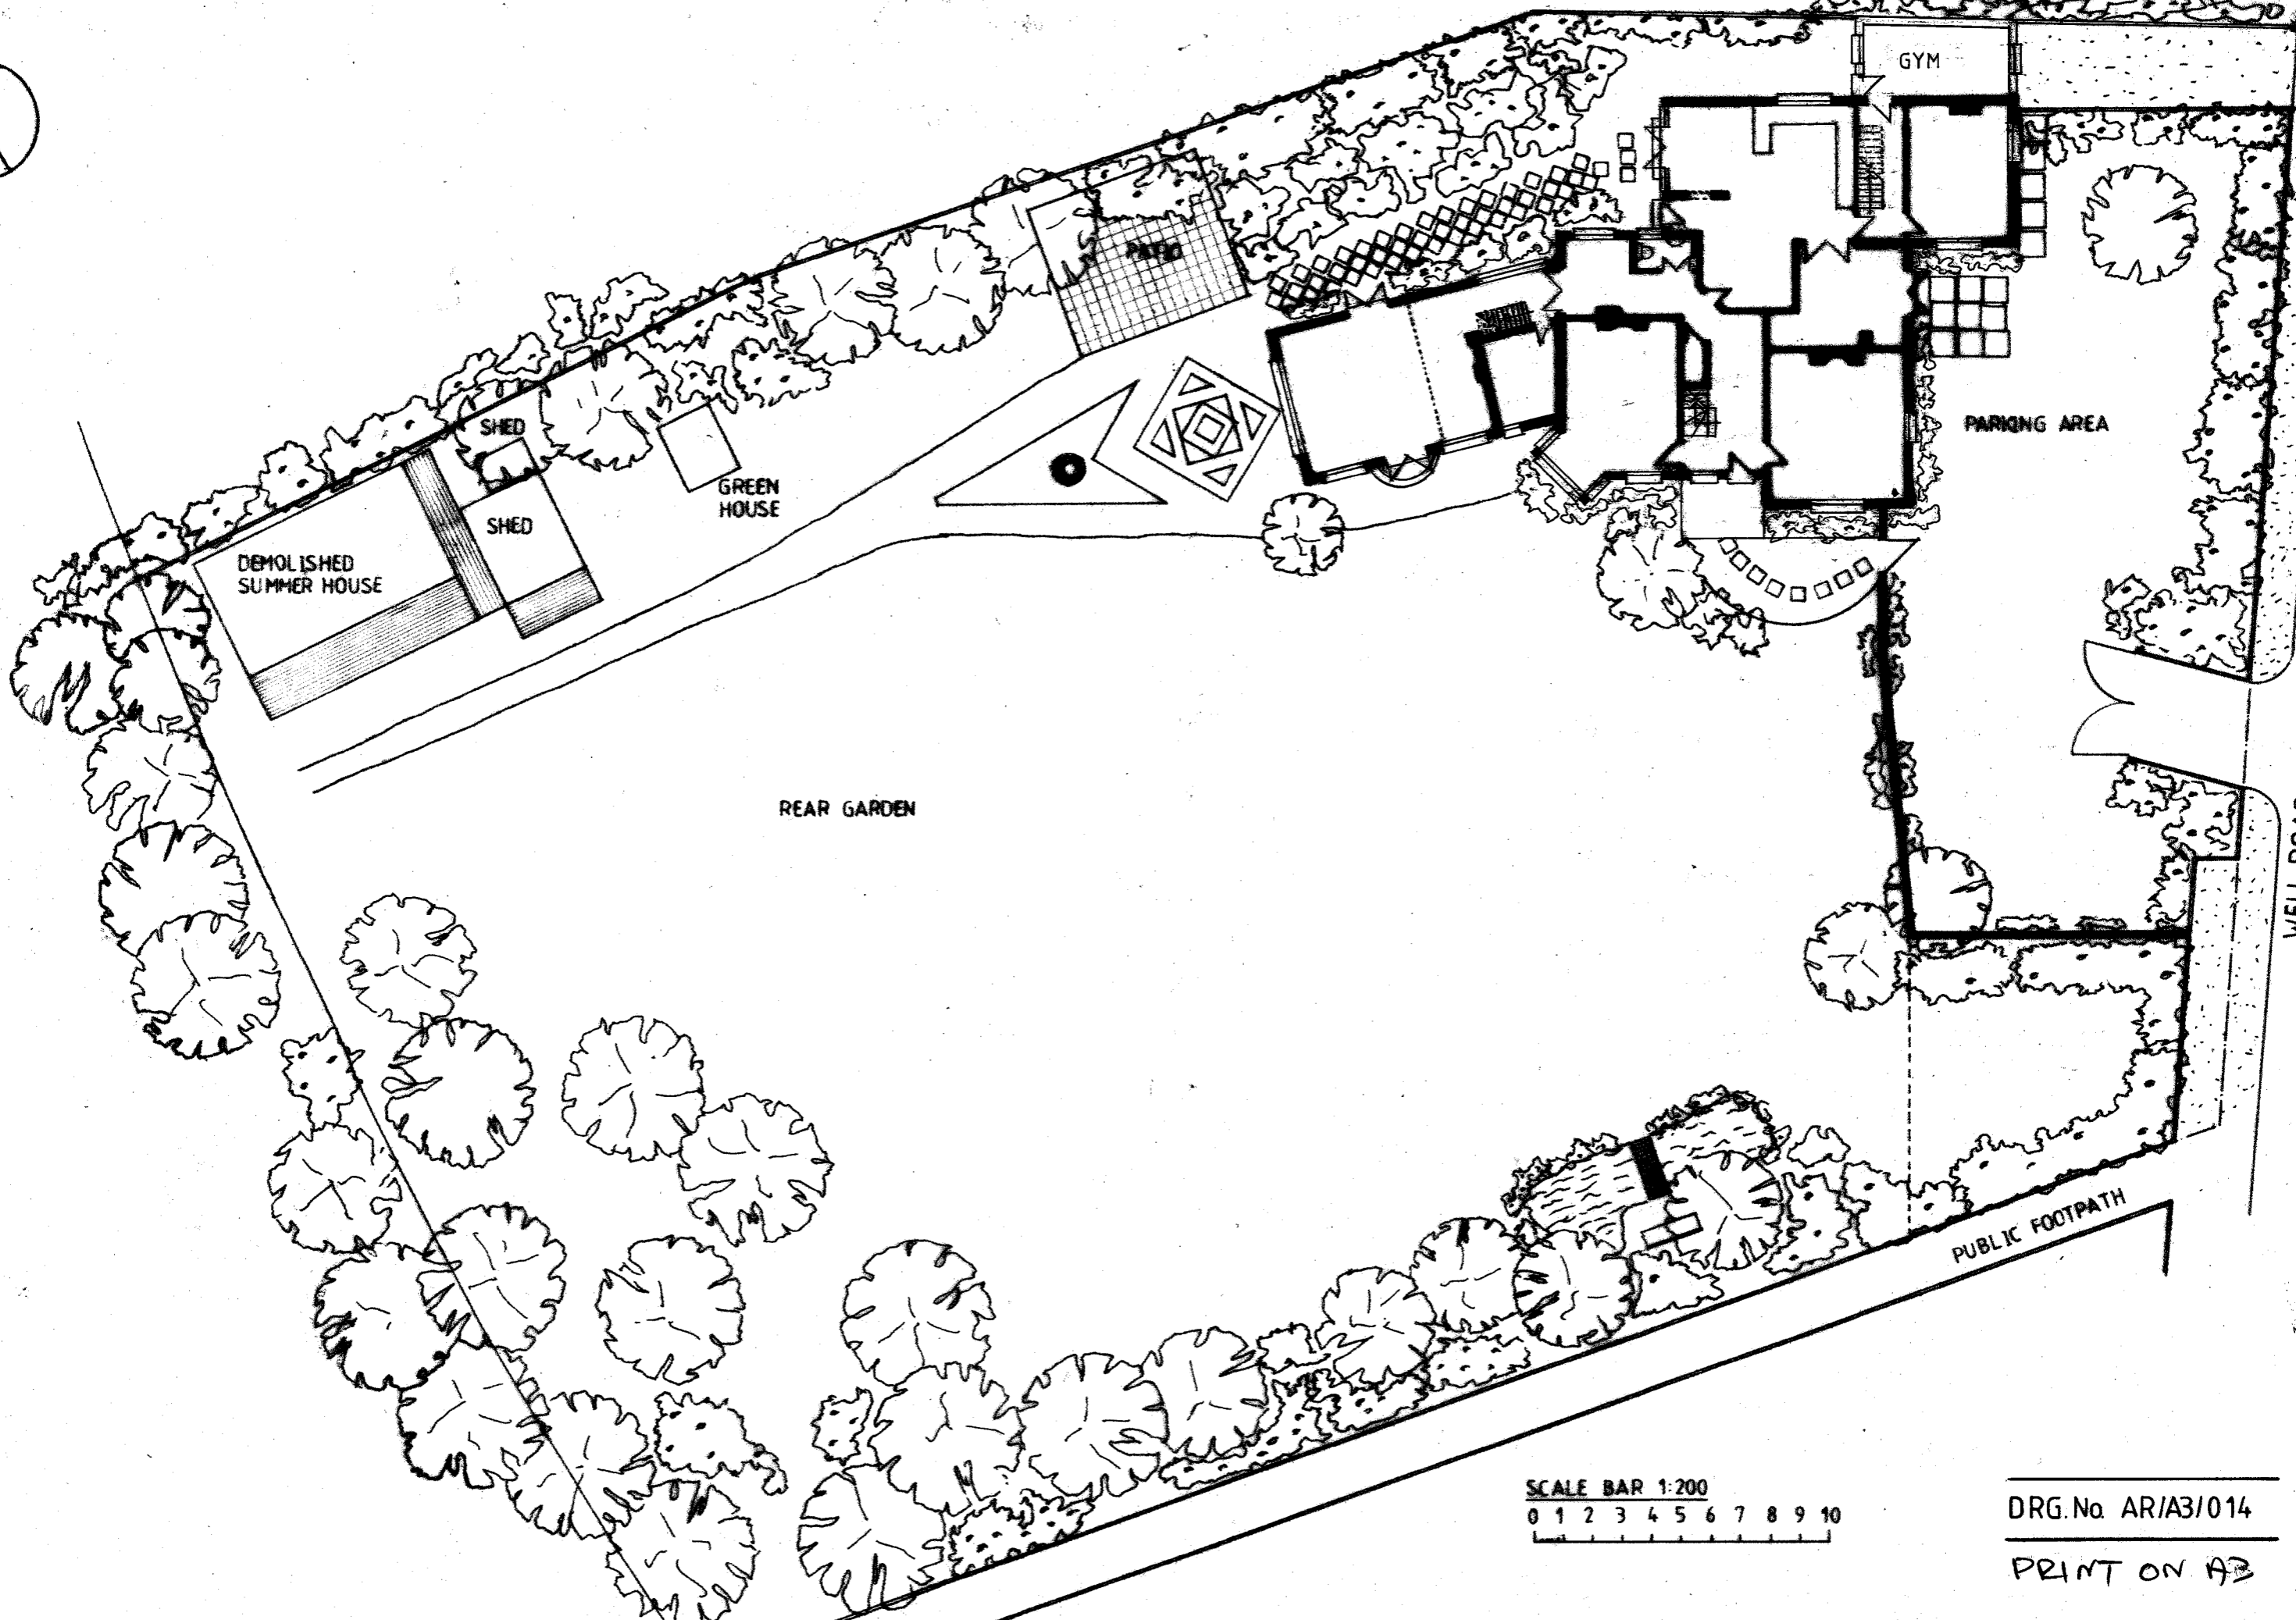 GYM
PATIO
PARKING AREA
SHED
GREEN
HOUSE
SHED
DEMOLISHED
SUMMER HOUSE
REAR GARDEN
PUBLIC FOOTPATH
SCALE BAR 1:200
0 1 2 3 4 5 6 7 8 9 10
DRG.No. AR/A3/014
PRINT ON A3